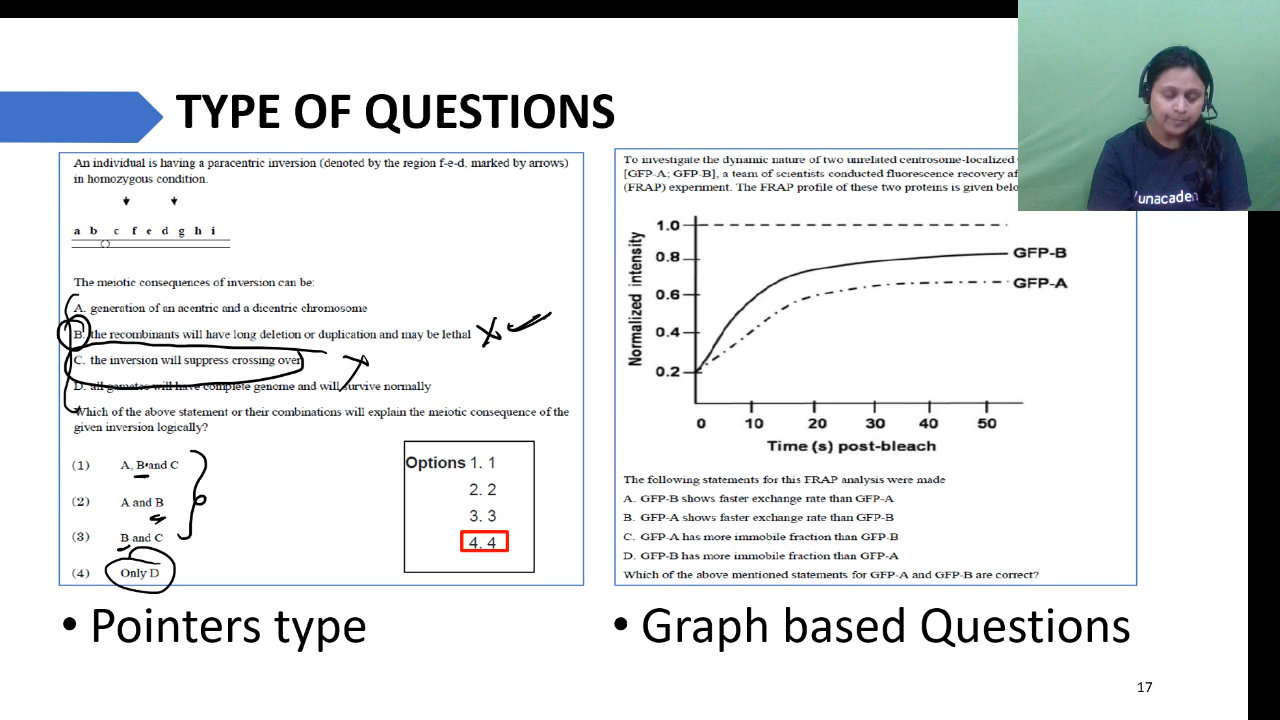 TYPE OF QUESTIONS
An individual is having a paracentric inversion (denoted by the region f-e-d, marked by arrows)
in homozygous condition.
a b c f e d g h i
The meiotic consequences of inversion can be:
A. generation of an acentric and a dicentric chromosome
B. the recombinants will have long deletion or duplication and may be lethal
C. the inversion will suppress crossing over
D. all gametes will have complete genome and will survive normally
Which of the above statement or their combinations will explain the meiotic consequence of the
given inversion logically?
(1) A, B and C
(2) A and B
(3) B and C
(4) Only D
Options 1. 1
2. 2
3. 3
4. 4
• Pointers type
To investigate the dynamic nature of two unrelated centrosome-localized
[GFP-A; GFP-B], a team of scientists conducted fluorescence recovery
(FRAP) experiment. The FRAP profile of these two proteins is given
Normalized intensity
1.0
0.8
0.6
0.4
0.2
GFP-B
GFP-A
0 10 20 30 40 50
Time (s) post-bleach
The following statements for this FRAP analysis were made
A. GFP-B shows faster exchange rate than GFP-A
B. GFP-A shows faster exchange rate than GFP-B
C. GFP-A has more immobile fraction than GFP-B
D. GFP-B has more immobile fraction than GFP-A
Which of the above mentioned statements for GFP-A and GFP-B are correct?
• Graph based Questions
17